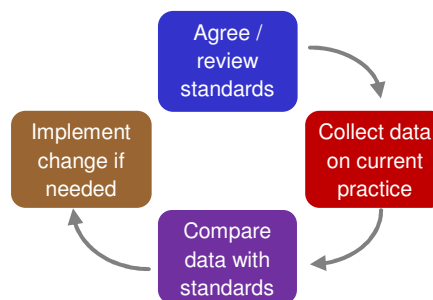 Agree /
review
standards
Collect data
on current
practice
Compare
data with
standards
Implement
change if
needed